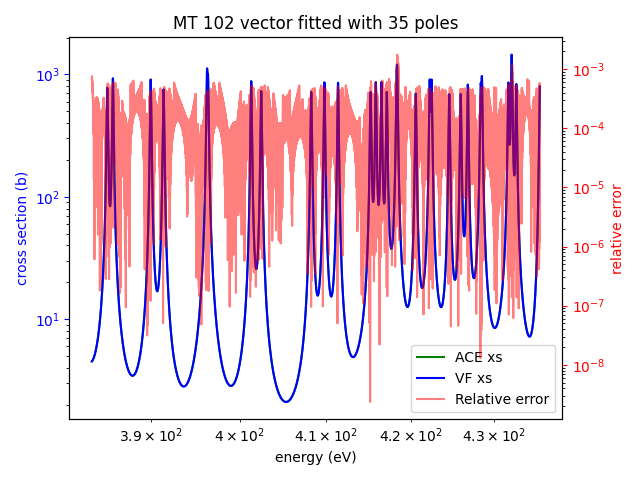 MT 102 vector fitted with 35 poles
10³
10²
10¹
cross section (b)
10⁻³
10⁻⁴
10⁻⁵
10⁻⁶
10⁻⁷
10⁻⁸
relative error
ACE xs
VF xs
Relative error
3.9 × 10² 4 × 10² 4.1 × 10² 4.2 × 10² 4.3 × 10²
energy (eV)